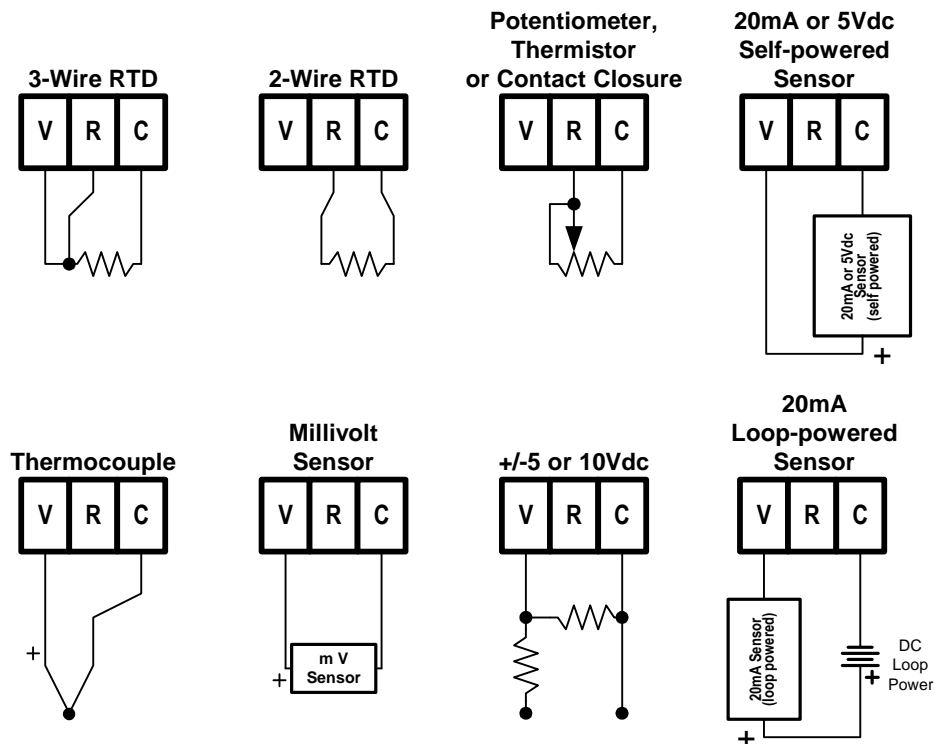 3-Wire RTD
V R C
2-Wire RTD
V R C
Potentiometer,
Thermistor
or Contact Closure
V R C
20mA or 5Vdc
Self-powered
Sensor
V R C
20mA or 5Vdc
Sensor
(self powered)
+
Thermocouple
V R C
+
Millivolt
Sensor
V R C
m V
Sensor
+
+/-5 or 10Vdc
V R C
20mA
Loop-powered
Sensor
V R C
20mA Sensor
(loop powered)
+
DC
Loop
Power
+